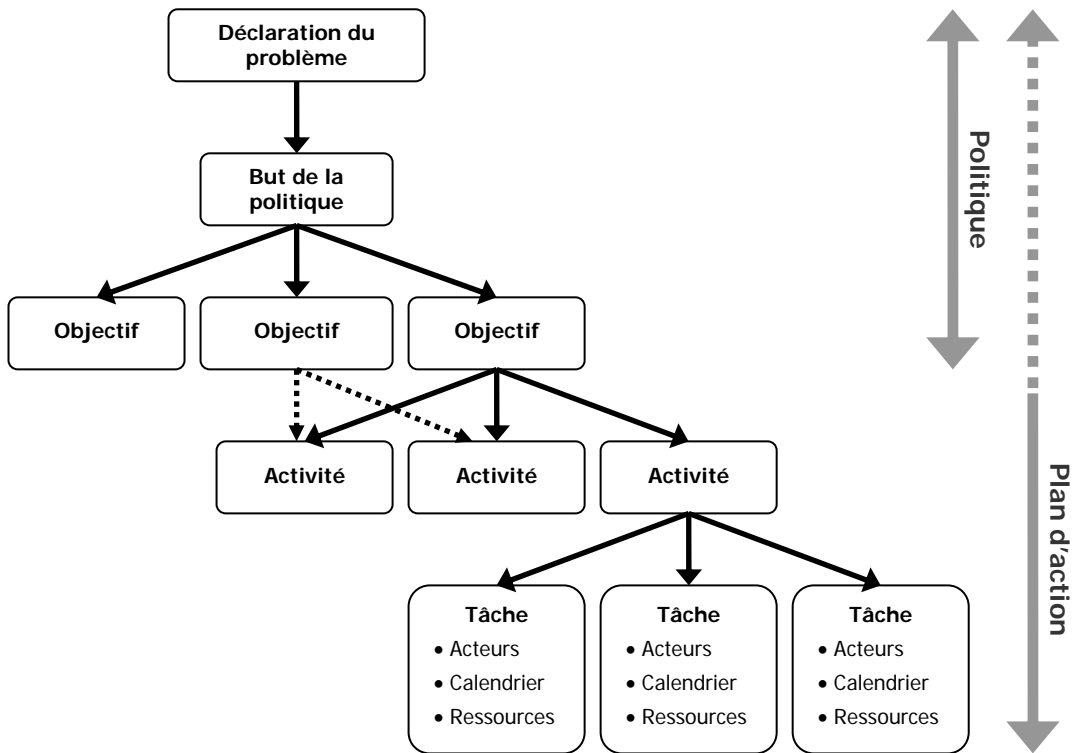 Déclaration du
problème
But de la
politique
Objectif
Objectif
Objectif
Activité
Activité
Activité
Tâche
• Acteurs
• Calendrier
• Ressources
Tâche
• Acteurs
• Calendrier
• Ressources
Tâche
• Acteurs
• Calendrier
• Ressources
Politique
Plan d'action